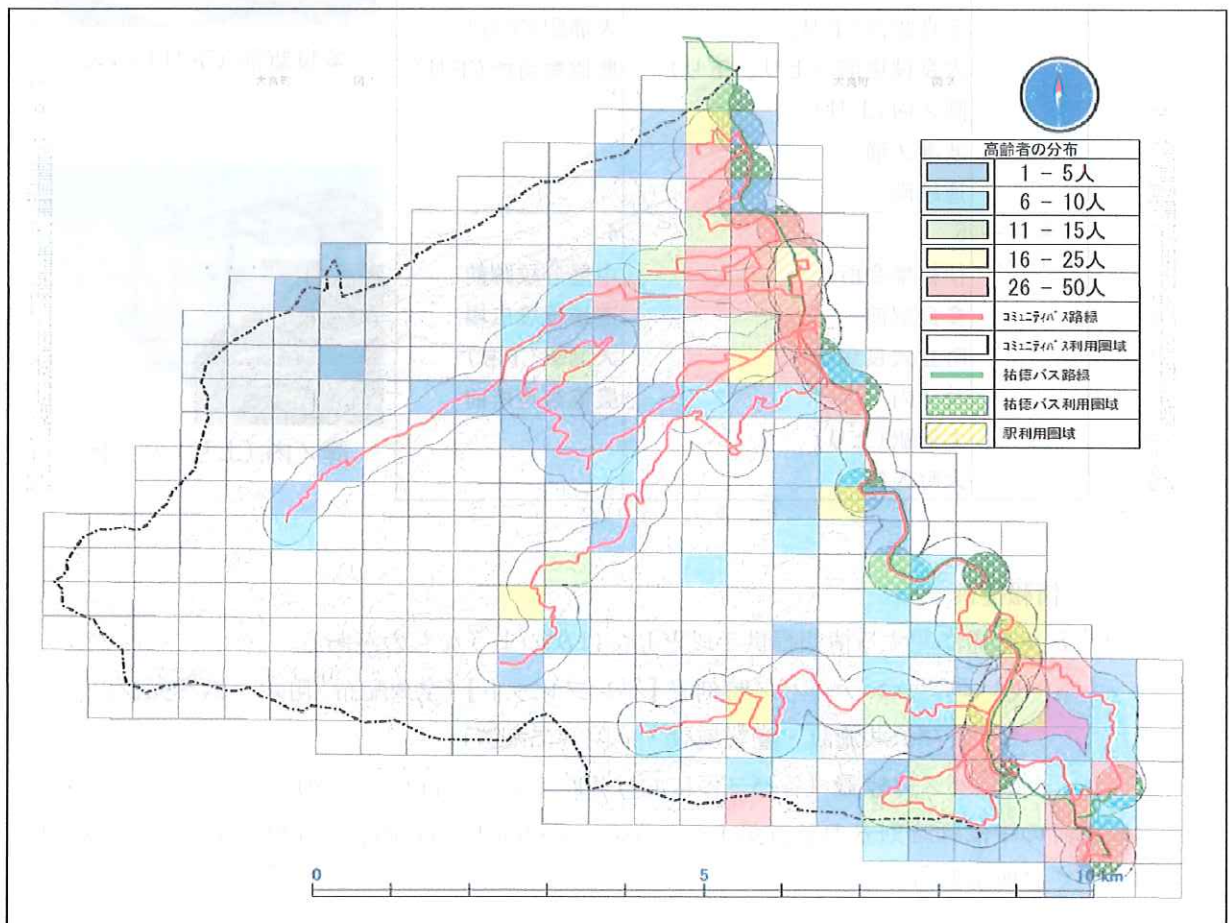 高齢者の分布
1 - 5人
6 - 10人
11 - 15人
16 - 25人
26 - 50人
ｺﾐｭﾆﾃｨﾊﾞｽ路線
ｺﾐｭﾆﾃｨﾊﾞｽ利用圏域
祐徳バス路線
祐徳バス利用圏域
駅利用圏域
0 5 10 km